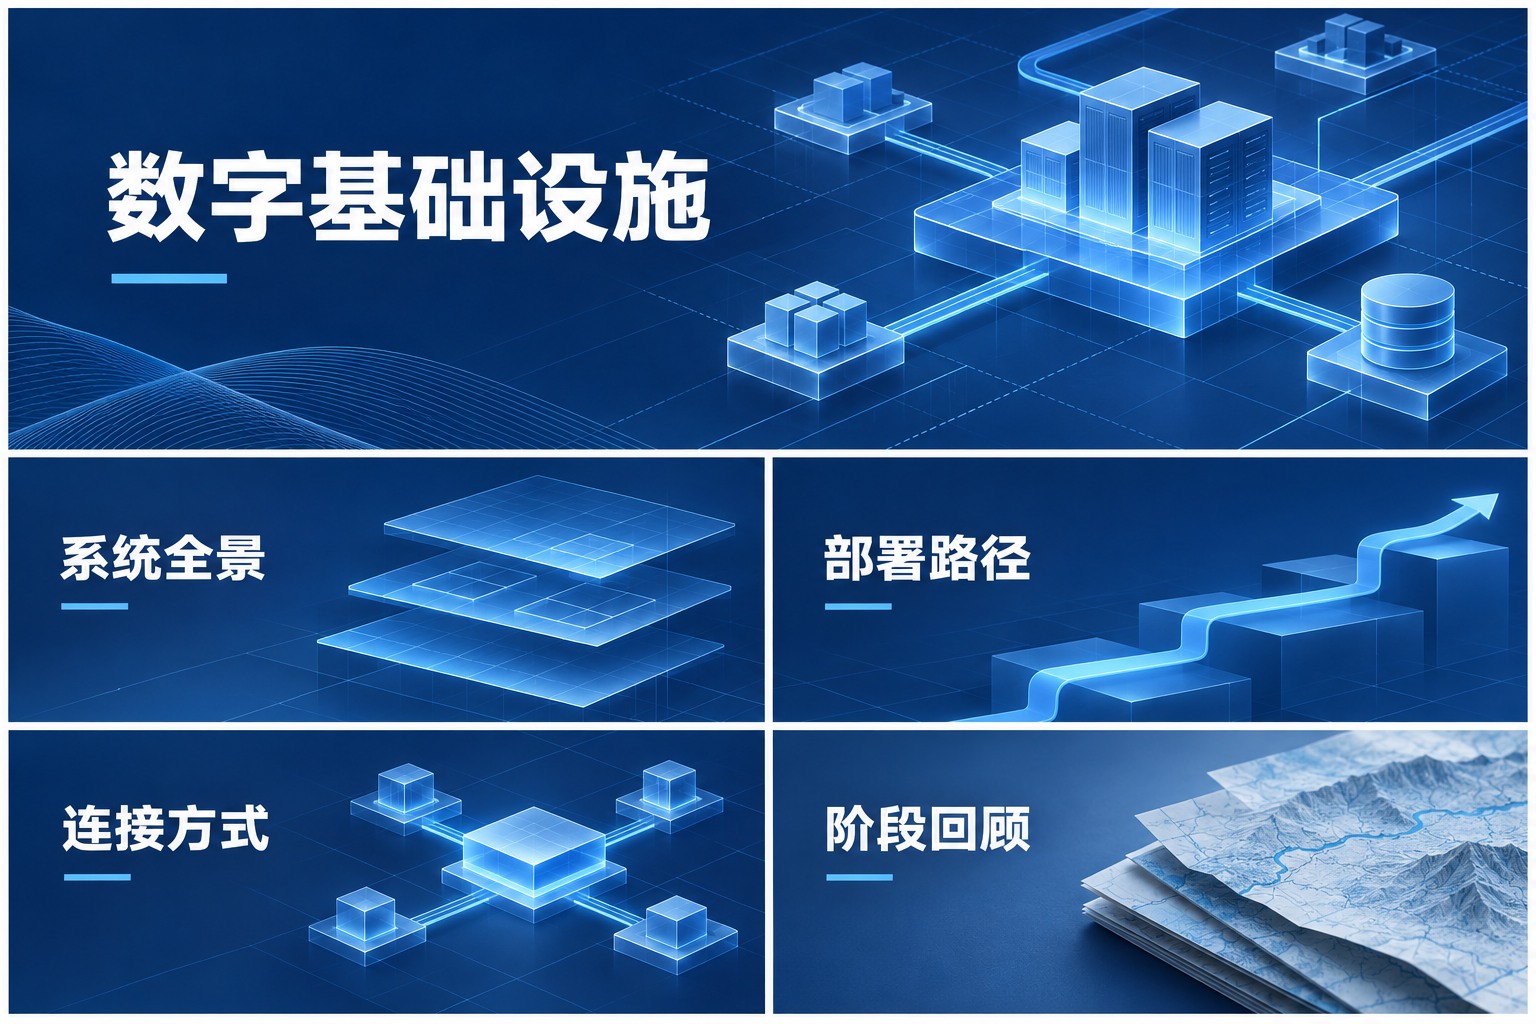 数字基础设施
系统全景
部署路径
连接方式
阶段回顾